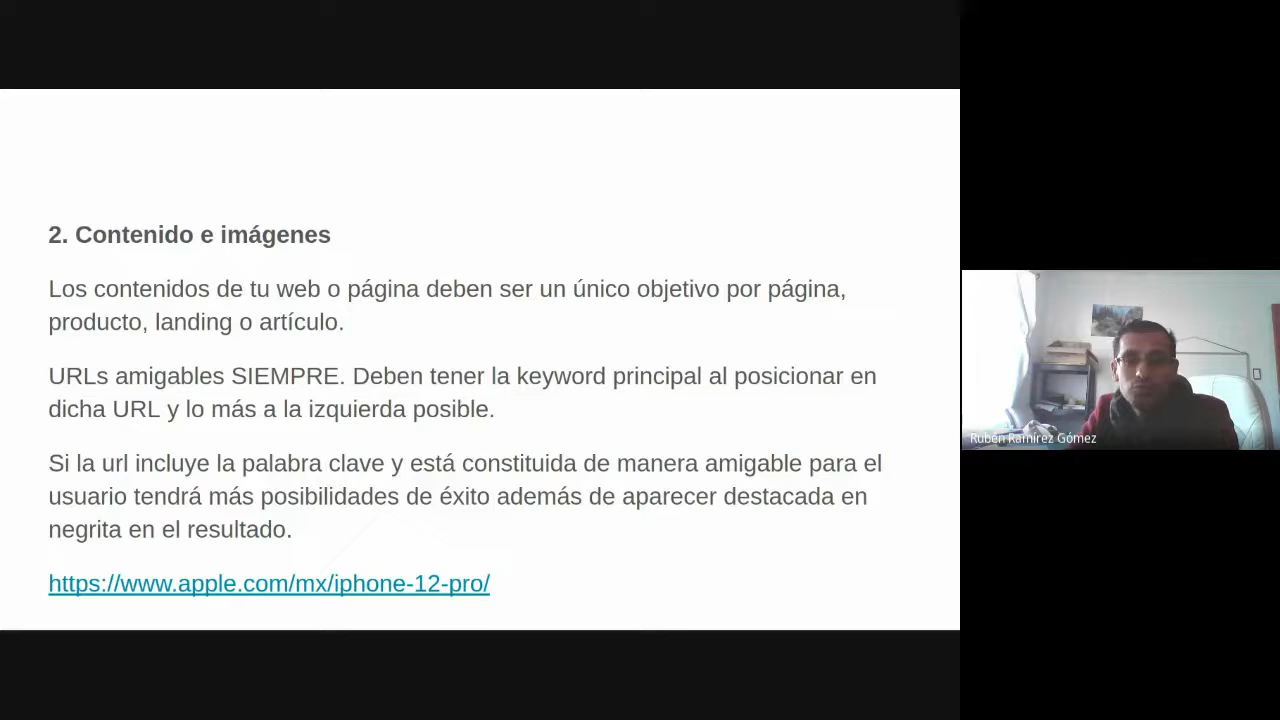 2. Contenido e imágenes
Los contenidos de tu web o página deben ser un único objetivo por página,
producto, landing o artículo.
URLs amigables SIEMPRE. Deben tener la keyword principal al posicionar en
dicha URL y lo más a la izquierda posible.
Si la url incluye la palabra clave y está constituida de manera amigable para el
usuario tendrá más posibilidades de éxito además de aparecer destacada en
negrita en el resultado.
https://www.apple.com/mx/iphone-12-pro/
Rubén Ramírez Gómez